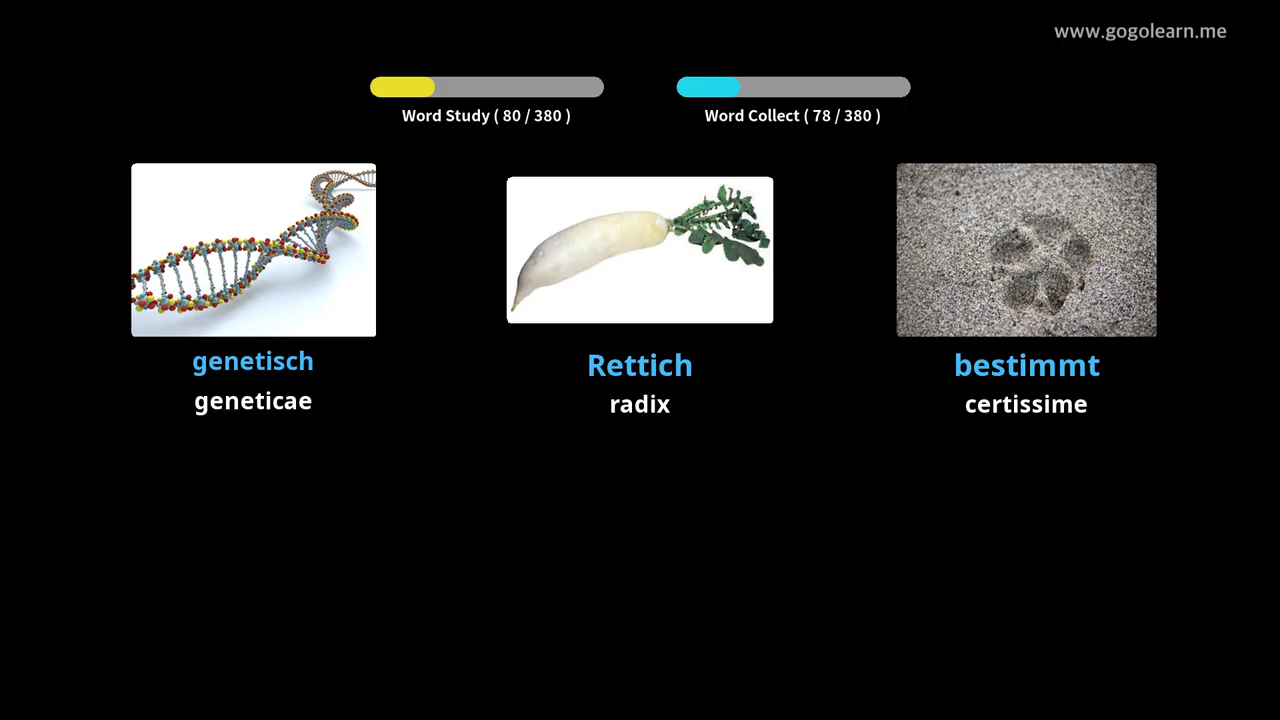 www.gogolearn.me
Word Study ( 80 / 380 )
Word Collect ( 78 / 380 )
genetisch
geneticae
Rettich
radix
bestimmt
certissime